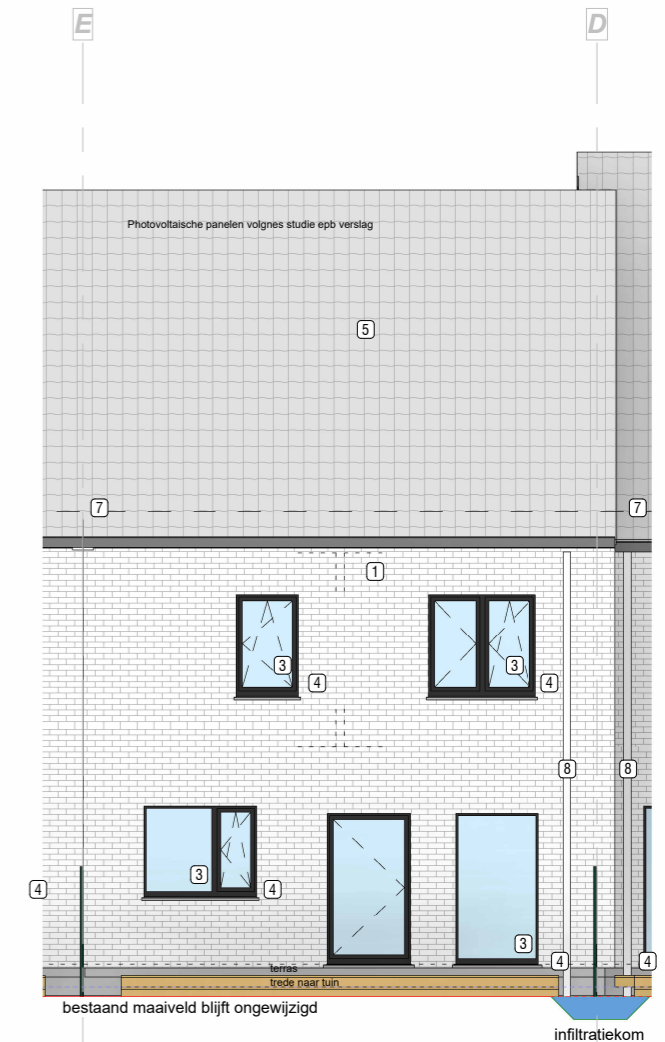 E D
Photovoltaische panelen volgnes studie epb verslag
5
7 7
1
3 3
4 4
8 8
3
4 4
3
4 4
terras
trede naar tuin
bestaand maaiveld blijft ongewijzigd
infiltratiekom